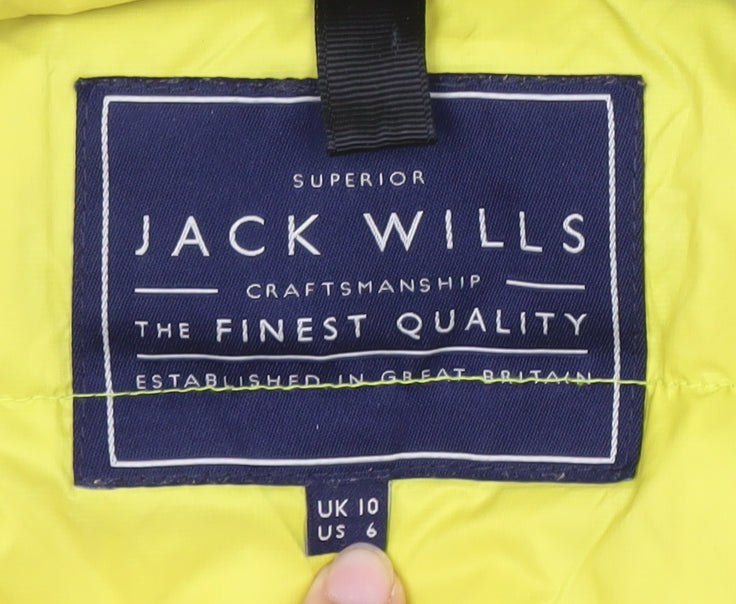 SUPERIOR
JACK WILLS
CRAFTSMANSHIP
THE FINEST QUALITY
ESTABLISHED IN GREAT BRITAIN
UK 10
US 6